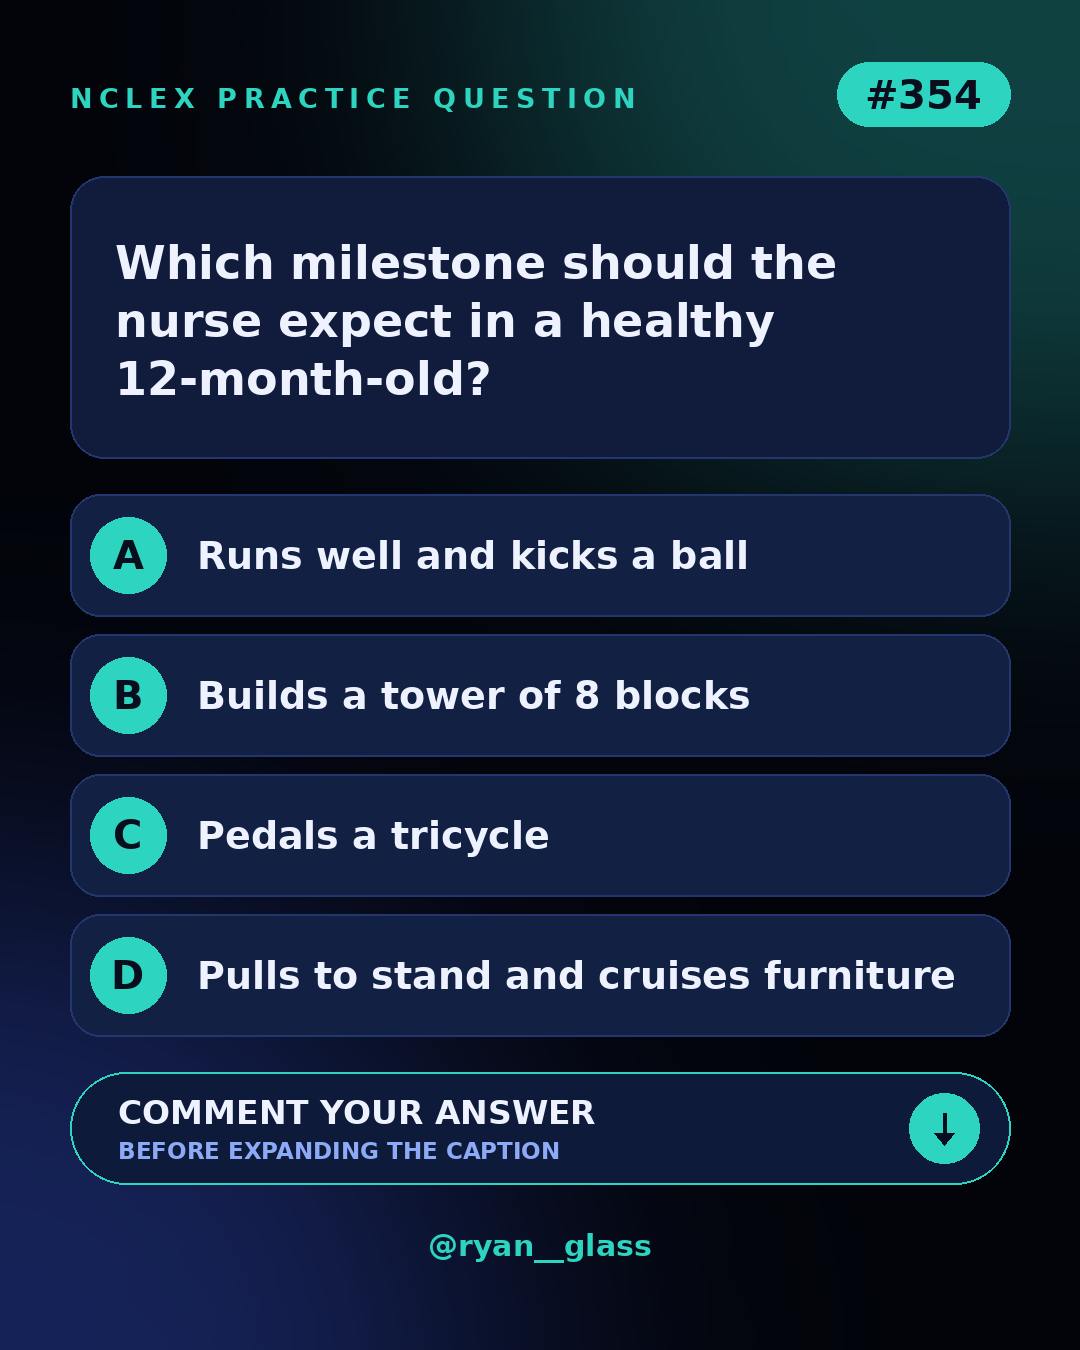 NCLEX PRACTICE QUESTION
#354
Which milestone should the
nurse expect in a healthy
12-month-old?
A Runs well and kicks a ball
B Builds a tower of 8 blocks
C Pedals a tricycle
D Pulls to stand and cruises furniture
COMMENT YOUR ANSWER
BEFORE EXPANDING THE CAPTION
@ryan__glass